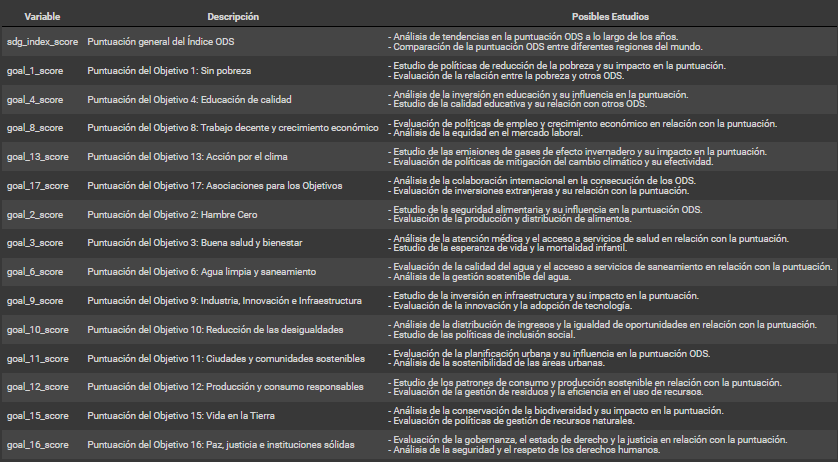 Variable Descripción Posibles Estudios
sdg_index_score Puntuación general del Índice ODS - Análisis de tendencias en la puntuación ODS a lo largo de los años.
- Comparación de la puntuación ODS entre diferentes regiones del mundo.
goal_1_score Puntuación del Objetivo 1: Sin pobreza - Estudio de políticas de reducción de la pobreza y su impacto en la puntuación.
- Evaluación de la relación entre la pobreza y otros ODS.
goal_4_score Puntuación del Objetivo 4: Educación de calidad - Análisis de la inversión en educación y su influencia en la puntuación.
- Estudio de la calidad educativa y su relación con otros ODS.
goal_8_score Puntuación del Objetivo 8: Trabajo decente y crecimiento económico - Evaluación de políticas de empleo y crecimiento económico en relación con la puntuación.
- Análisis de la equidad en el mercado laboral.
goal_13_score Puntuación del Objetivo 13: Acción por el clima - Estudio de las emisiones de gases de efecto invernadero y su impacto en la puntuación.
- Evaluación de políticas de mitigación del cambio climático y su efectividad.
goal_17_score Puntuación del Objetivo 17: Asociaciones para los Objetivos - Análisis de la colaboración internacional en la consecución de los ODS.
- Evaluación de inversiones extranjeras y su relación con la puntuación.
goal_2_score Puntuación del Objetivo 2: Hambre Cero - Estudio de la seguridad alimentaria y su influencia en la puntuación ODS.
- Evaluación de la producción y distribución de alimentos.
goal_3_score Puntuación del Objetivo 3: Buena salud y bienestar - Análisis de la atención médica y el acceso a servicios de salud en relación con la puntuación.
- Estudio de la esperanza de vida y la mortalidad infantil.
goal_6_score Puntuación del Objetivo 6: Agua limpia y saneamiento - Evaluación de la calidad del agua y el acceso a servicios de saneamiento en relación con la puntuación.
- Análisis de la gestión sostenible del agua.
goal_9_score Puntuación del Objetivo 9: Industria, Innovación e Infraestructura - Estudio de la inversión en infraestructura y su impacto en la puntuación.
- Evaluación de la innovación y la adopción de tecnología.
goal_10_score Puntuación del Objetivo 10: Reducción de las desigualdades - Análisis de la distribución de ingresos y la igualdad de oportunidades en relación con la puntuación.
- Estudio de las políticas de inclusión social.
goal_11_score Puntuación del Objetivo 11: Ciudades y comunidades sostenibles - Evaluación de la planificación urbana y su influencia en la puntuación ODS.
- Análisis de la sostenibilidad de las áreas urbanas.
goal_12_score Puntuación del Objetivo 12: Producción y consumo responsables - Estudio de los patrones de consumo y producción sostenible en relación con la puntuación.
- Evaluación de la gestión de residuos y la eficiencia en el uso de recursos.
goal_15_score Puntuación del Objetivo 15: Vida en la Tierra - Análisis de la conservación de la biodiversidad y su impacto en la puntuación.
- Evaluación de políticas de gestión de recursos naturales.
goal_16_score Puntuación del Objetivo 16: Paz, justicia e instituciones sólidas - Evaluación de la gobernanza, el estado de derecho y la justicia en relación con la puntuación.
- Análisis de la seguridad y el respeto de los derechos humanos.